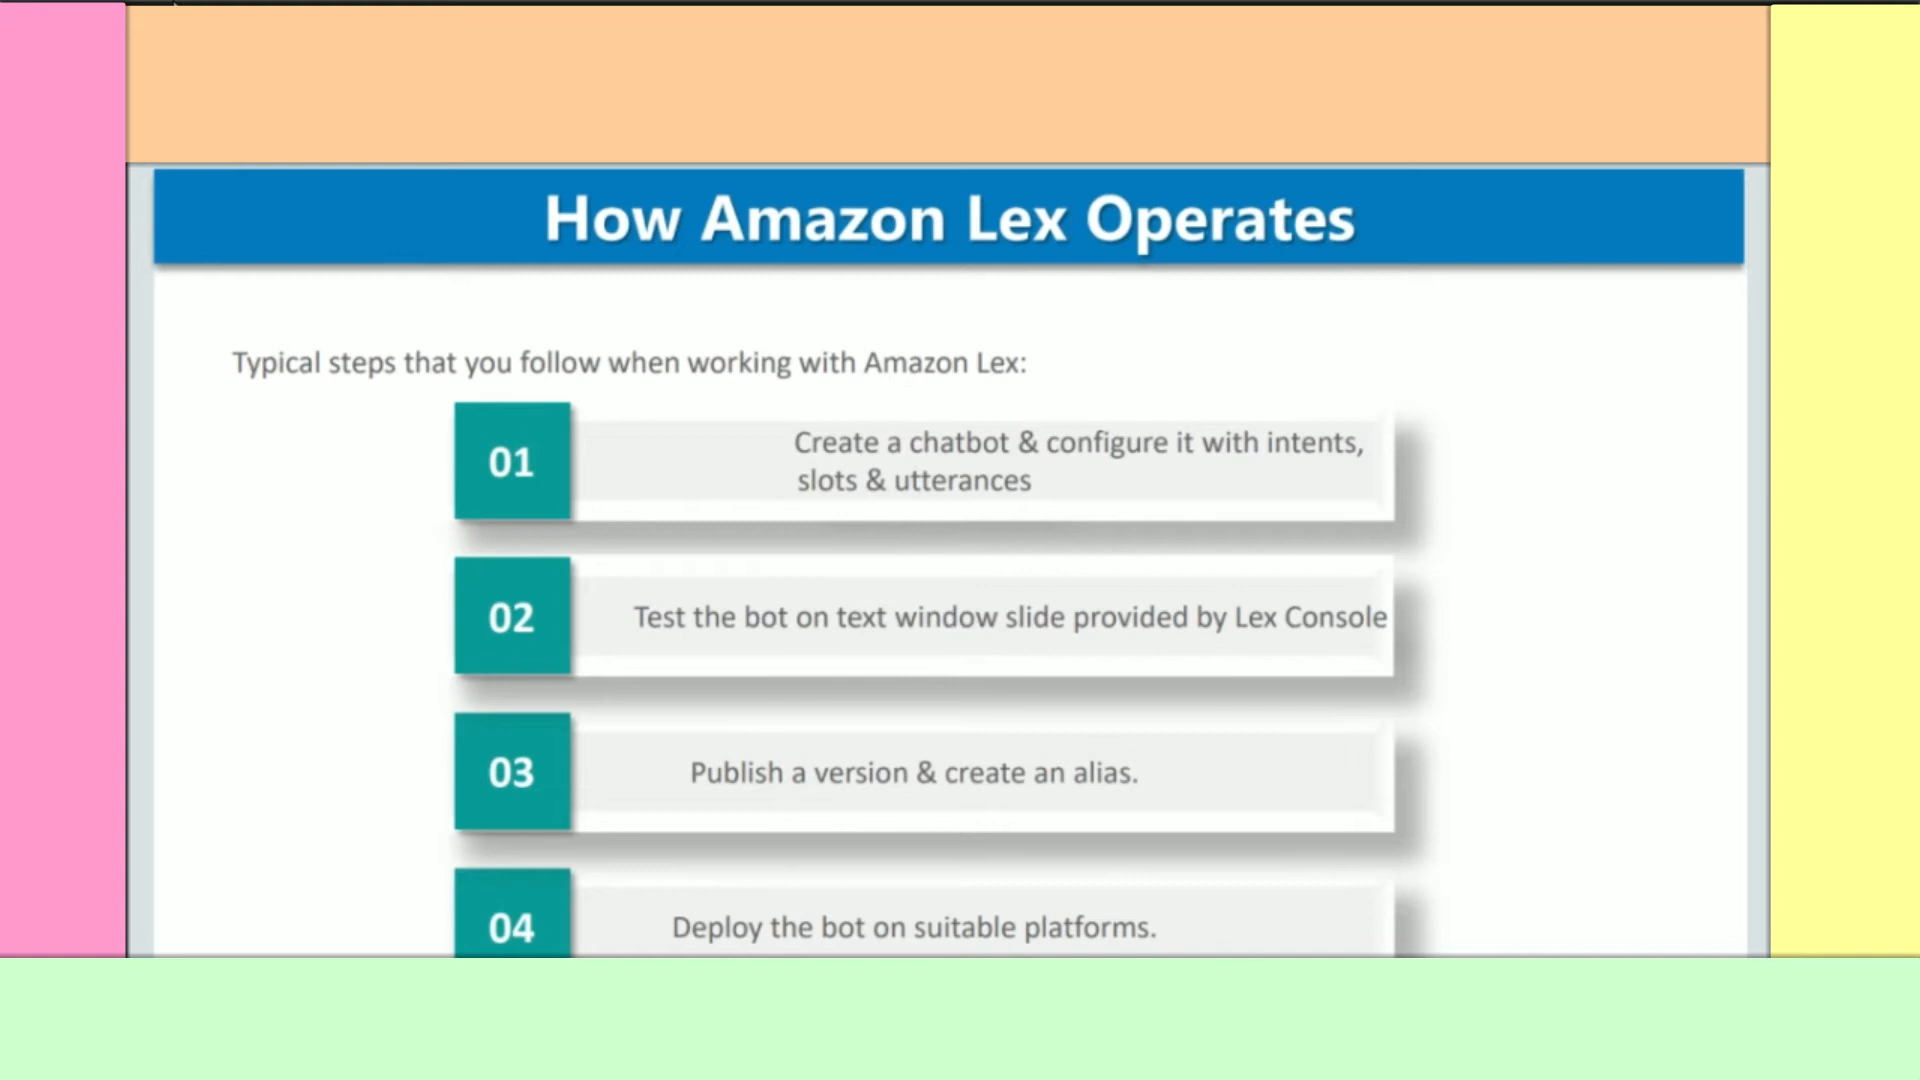 How Amazon Lex Operates
Typical steps that you follow when working with Amazon Lex:
01
Create a chatbot & configure it with intents,
slots & utterances
02
Test the bot on text window slide provided by Lex Console
03
Publish a version & create an alias.
04
Deploy the bot on suitable platforms.